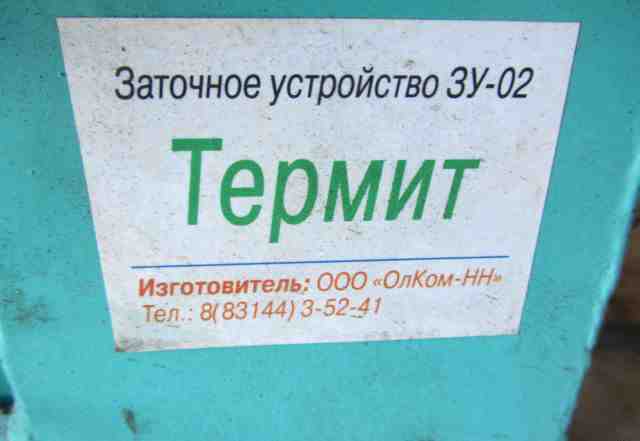 Заточное устройство ЗУ-02
Термит
Изготовитель: ООО «ОлКом-НН»
Тел.: 8(83144) 3-52-41